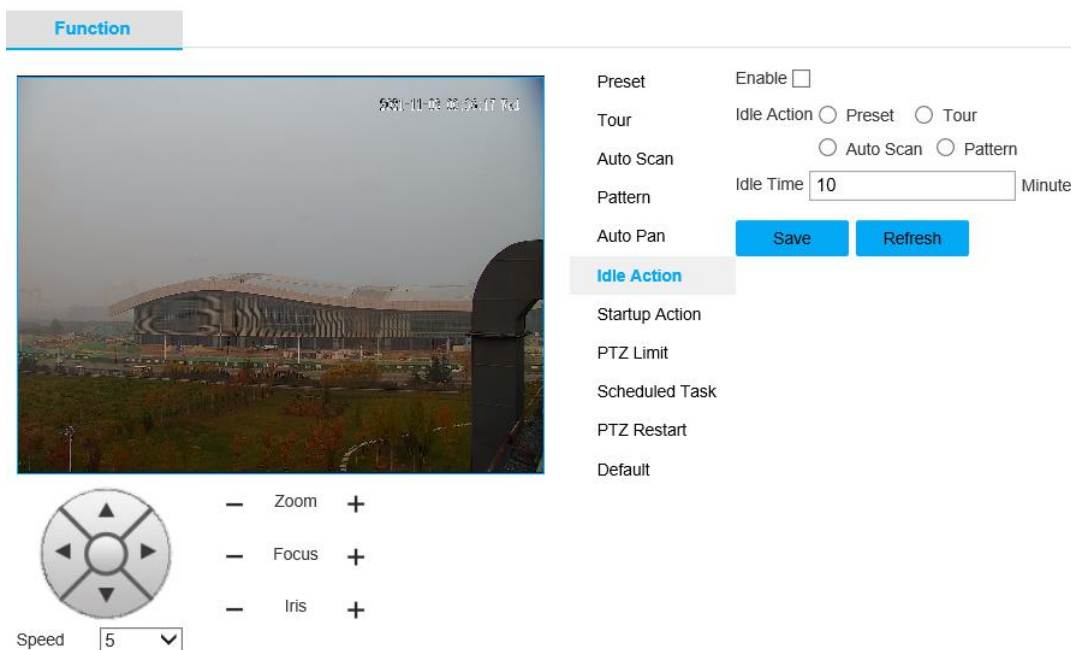 Function
Preset
Tour
Auto Scan
Pattern
Auto Pan
Idle Action
Startup Action
PTZ Limit
Scheduled Task
PTZ Restart
Default
Enable
Idle Action Preset Tour
Auto Scan Pattern
Idle Time 10 Minute
Save Refresh
- Zoom +
- Focus +
- Iris +
Speed 5